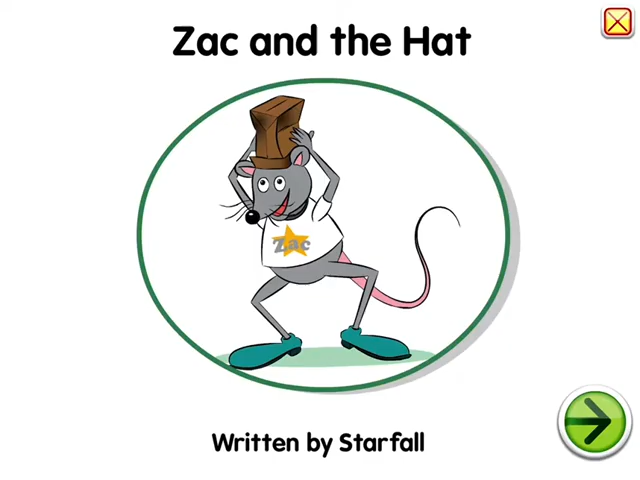 Zac and the Hat
Zac
Written by Starfall